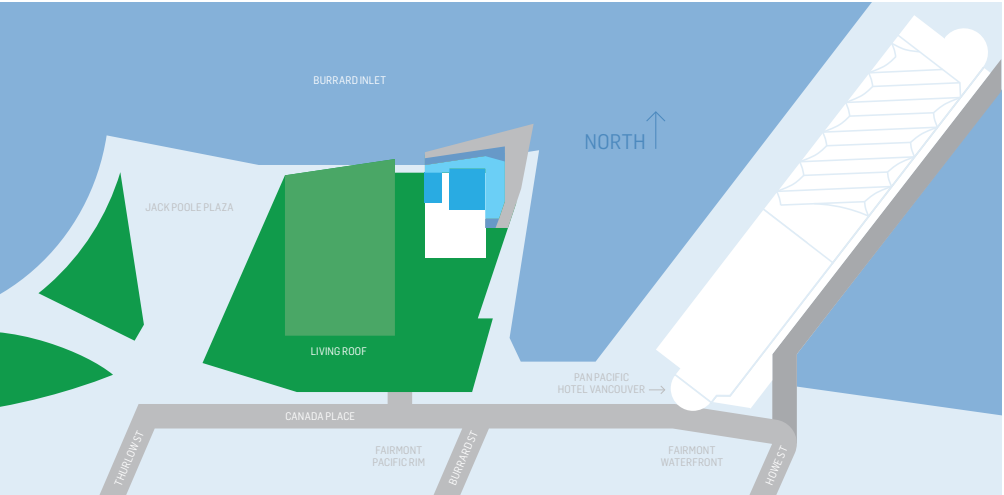 BURRARD INLET
NORTH
JACK POOLE PLAZA
LIVING ROOF
PAN PACIFIC
HOTEL VANCOUVER
CANADA PLACE
THURLOW ST
FAIRMONT
PACIFIC RIM
BURRARD ST
FAIRMONT
WATERFRONT
HOWE ST